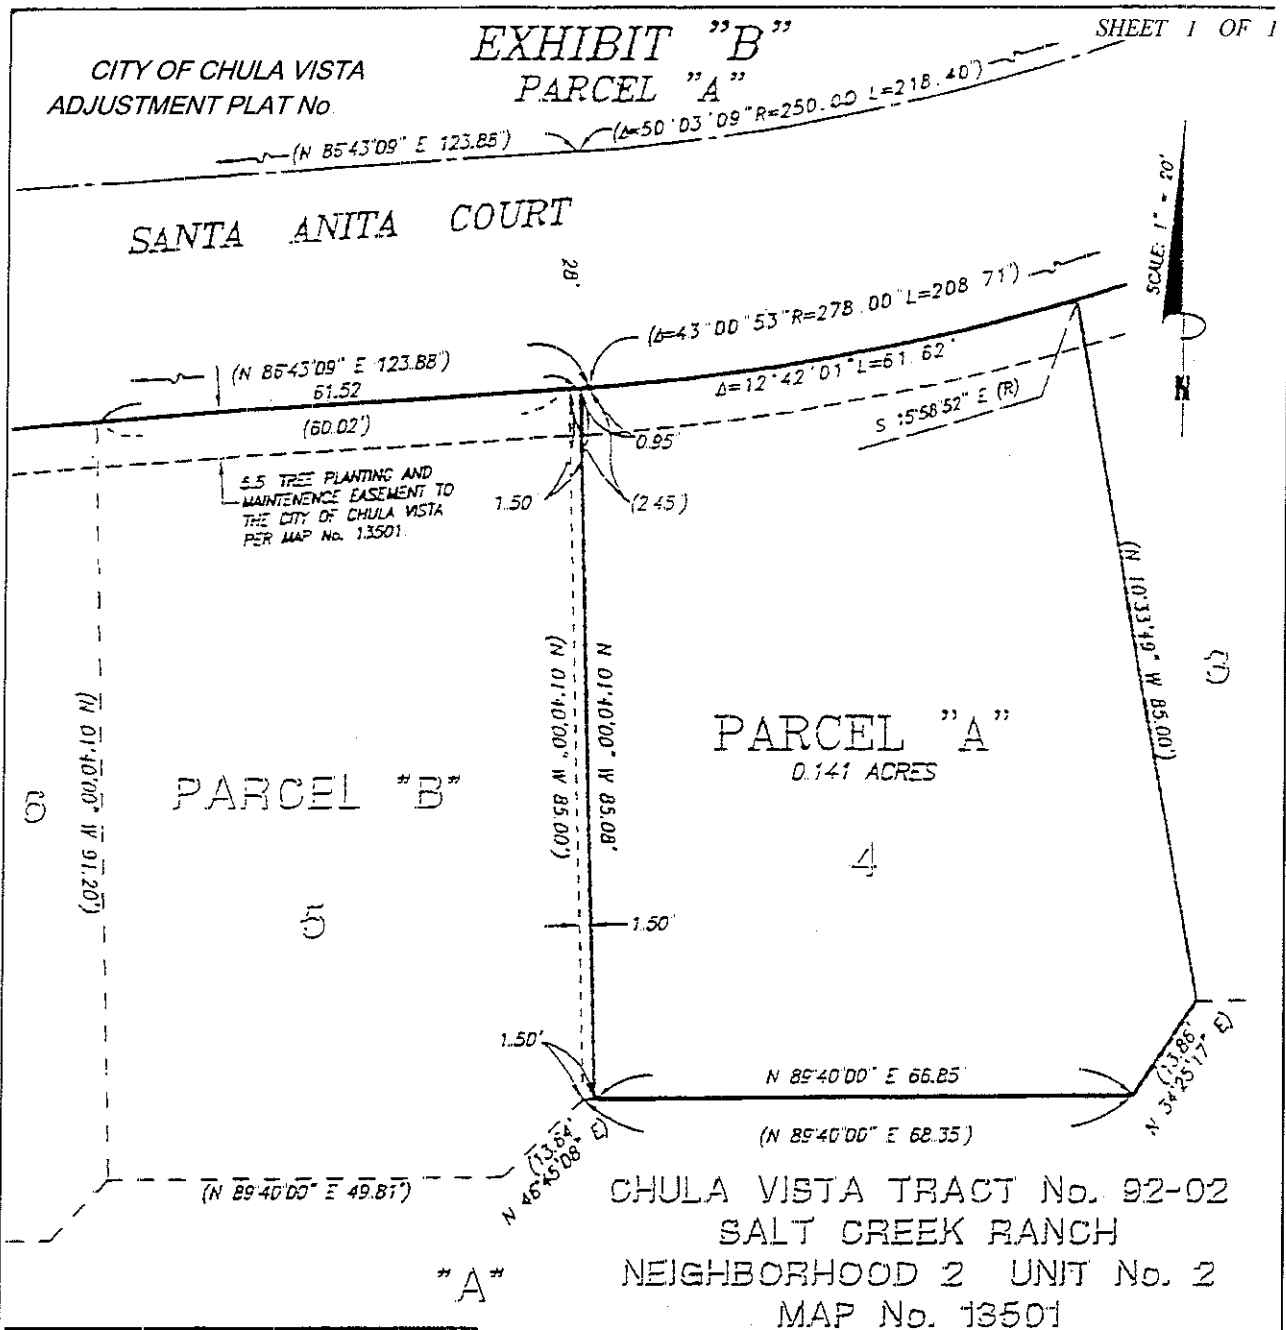 SHEET 1 OF 1
EXHIBIT "B"
PARCEL "A"
CITY OF CHULA VISTA
ADJUSTMENT PLAT No
(N 85°43'09" E 123.88')
(Δ=50°03'09" R=250.00 L=218.40')
SANTA ANITA COURT
28'
SCALE: 1" = 20'
N
(Δ=43°00'53" R=278.00' L=208.71')
(N 85°43'09" E 123.88')
61.52
(60.02')
Δ=12°42'01" L=61.62'
S 15°58'52" E (R)
0.95'
1.50'
(2.45')
5.5 TREE PLANTING AND
MAINTENENCE EASEMENT TO
THE CITY OF CHULA VISTA
PER MAP No. 13501
(N 01°40'00" W 91.20')
(N 01°40'00" W 85.00')
N 01°40'00" W 85.08'
(N 10°33'49" W 85.00')
PARCEL "A"
0.141 ACRES
PARCEL "B"
6
5
4
1.50'
1.50'
N 89°40'00" E 66.85'
(N 89°40'00" E 68.35)
(13.86'
N 34°25'17" E)
(13.64'
N 46°45'08" E)
(N 89°40'00" E 49.81')
"A"
CHULA VISTA TRACT No. 92-02
SALT CREEK RANCH
NEIGHBORHOOD 2 UNIT No. 2
MAP No. 13501